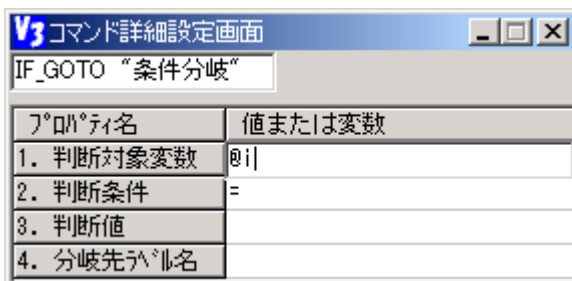 V3 コマンド詳細設定画面
IF_GOTO “条件分岐“
ﾌﾟﾛﾊﾟﾃｨ名 値または変数
1. 判断対象変数 @i
2. 判断条件 =
3. 判断値
4. 分岐先ﾗﾍﾞﾙ名